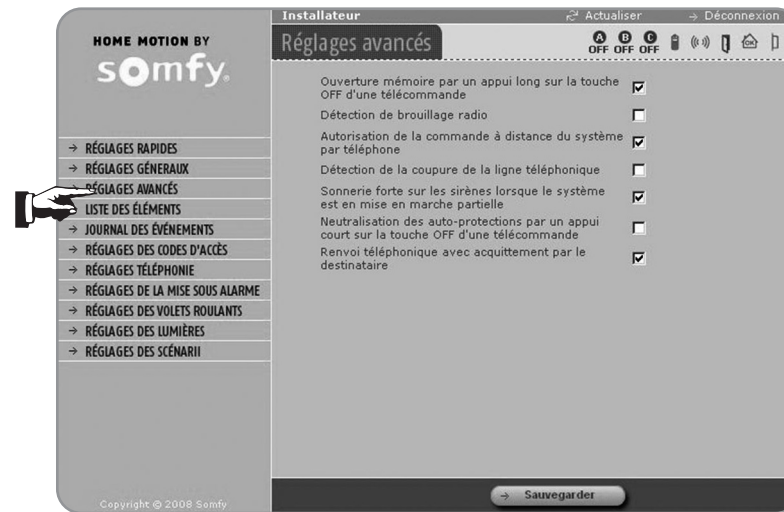 Installateur
Actualiser
→ Déconnexion
HOME MOTION BY
somfy.
Réglages avancés
A B C
OFF OFF OFF
OK
Ouverture mémoire par un appui long sur la touche
OFF d'une télécommande
Détection de brouillage radio
Autorisation de la commande à distance du système
par téléphone
Détection de la coupure de la ligne téléphonique
Sonnerie forte sur les sirènes lorsque le système
est en mise en marche partielle
Neutralisation des auto-protections par un appui
court sur la touche OFF d'une télécommande
Renvoi téléphonique avec acquittement par le
destinataire
→ RÉGLAGES RAPIDES
→ RÉGLAGES GÉNERAUX
RÉGLAGES AVANCÉS
LISTE DES ÉLÉMENTS
→ JOURNAL DES ÉVÉNEMENTS
→ RÉGLAGES DES CODES D'ACCÈS
→ RÉGLAGES TÉLÉPHONIE
→ RÉGLAGES DE LA MISE SOUS ALARME
→ RÉGLAGES DES VOLETS ROULANTS
→ RÉGLAGES DES LUMIÈRES
→ RÉGLAGES DES SCÉNARII
→ Sauvegarder
Copyright © 2008 Somfy